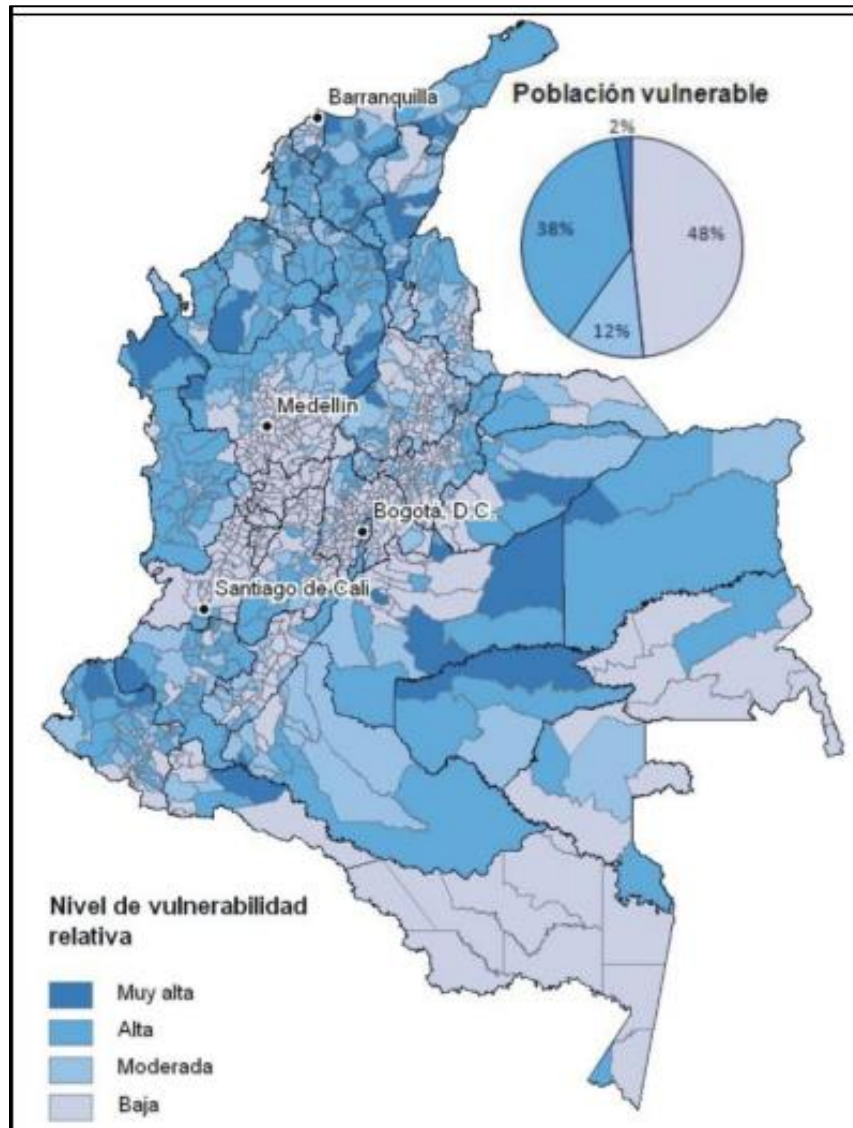 Barranquilla
Población vulnerable
2%
38%
48%
12%
Medellín
Bogotá, D.C.
Santiago de Cali
Nivel de vulnerabilidad
relativa
Muy alta
Alta
Moderada
Baja